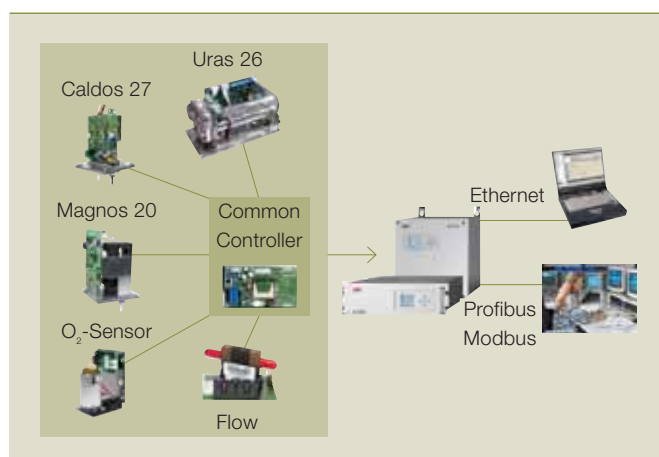 Uras 26
Caldos 27
Magnos 20
O₂-Sensor
Common
Controller
Flow
Ethernet
Profibus
Modbus